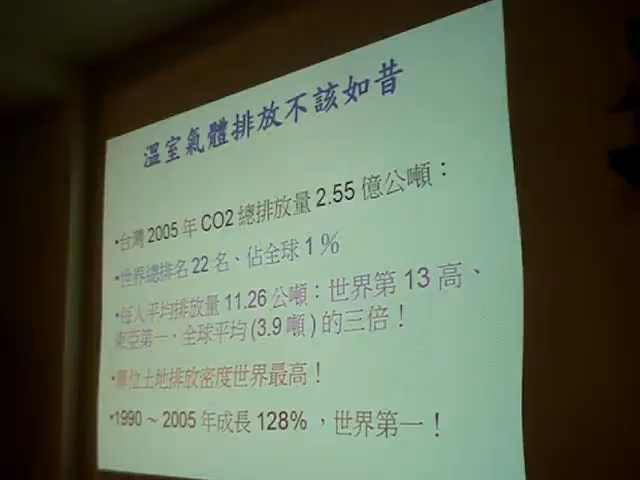 溫室氣體排放不該如昔
•台灣 2005 年 CO2 總排放量 2.55 億公噸：
•世界總排名 22 名、佔全球 1 %
•每人平均排放量 11.26 公噸：世界第 13 高、
東亞第一、全球平均 (3.9 噸 ) 的三倍！
•單位土地排放密度世界最高！
•1990 ~ 2005 年成長 128% ，世界第一！